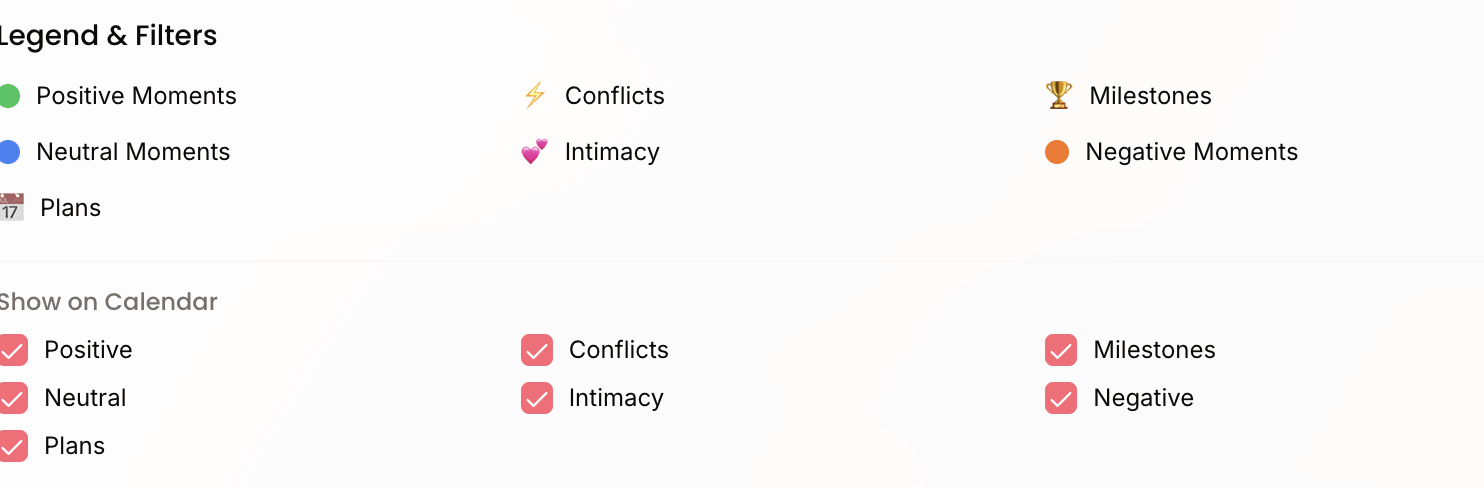 Legend & Filters
Positive Moments
Conflicts
Milestones
Neutral Moments
Intimacy
Negative Moments
17
Plans
Show on Calendar
Positive
Conflicts
Milestones
Neutral
Intimacy
Negative
Plans